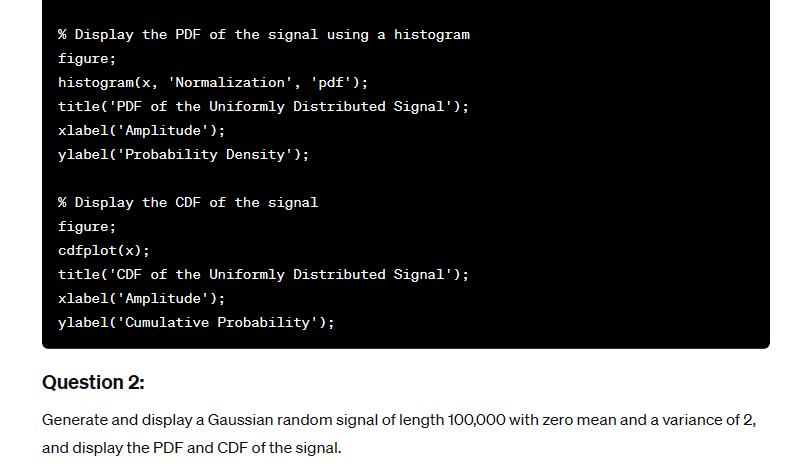 % Display the PDF of the signal using a histogram
figure;
histogram(x, 'Normalization', 'pdf');
title('PDF of the Uniformly Distributed Signal');
xlabel('Amplitude');
ylabel('Probability Density');
% Display the CDF of the signal
figure;
cdfplot(x);
title('CDF of the Uniformly Distributed Signal');
xlabel('Amplitude');
ylabel('Cumulative Probability');
Question 2:
Generate and display a Gaussian random signal of length 100,000 with zero mean and a variance of 2,
and display the PDF and CDF of the signal.